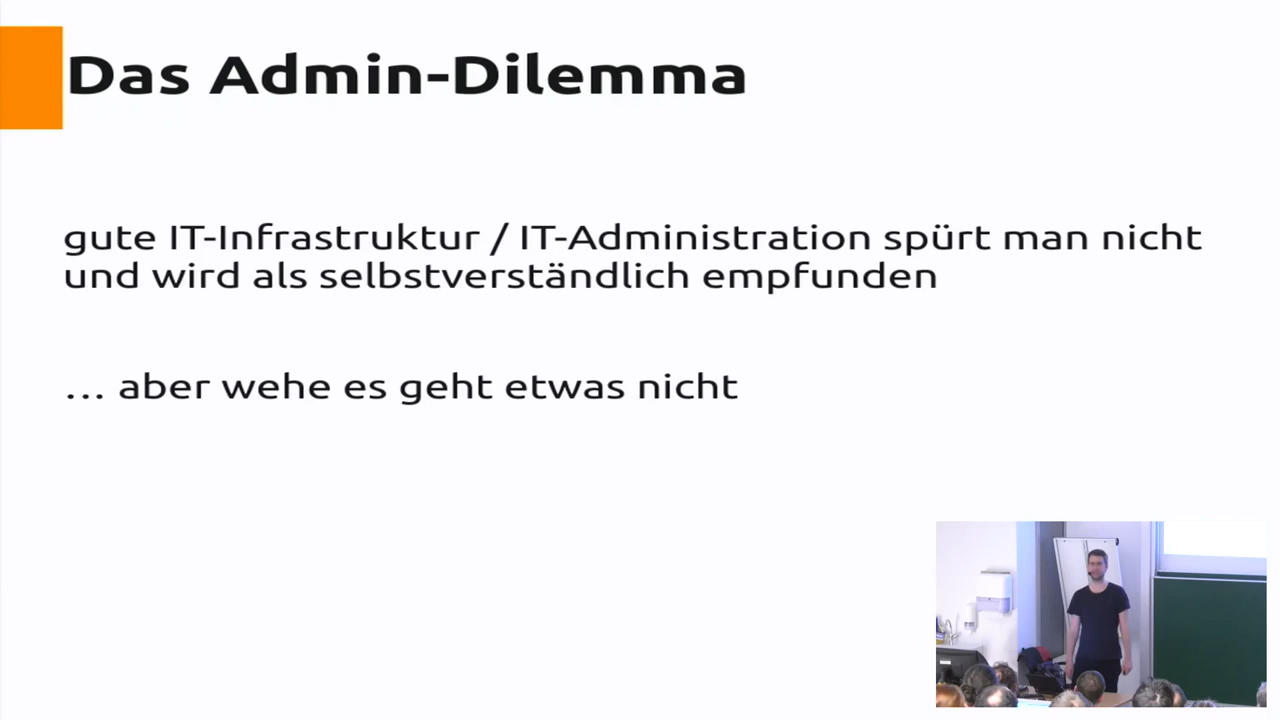 Das Admin-Dilemma
gute IT-Infrastruktur / IT-Administration spürt man nicht
und wird als selbstverständlich empfunden
… aber wehe es geht etwas nicht